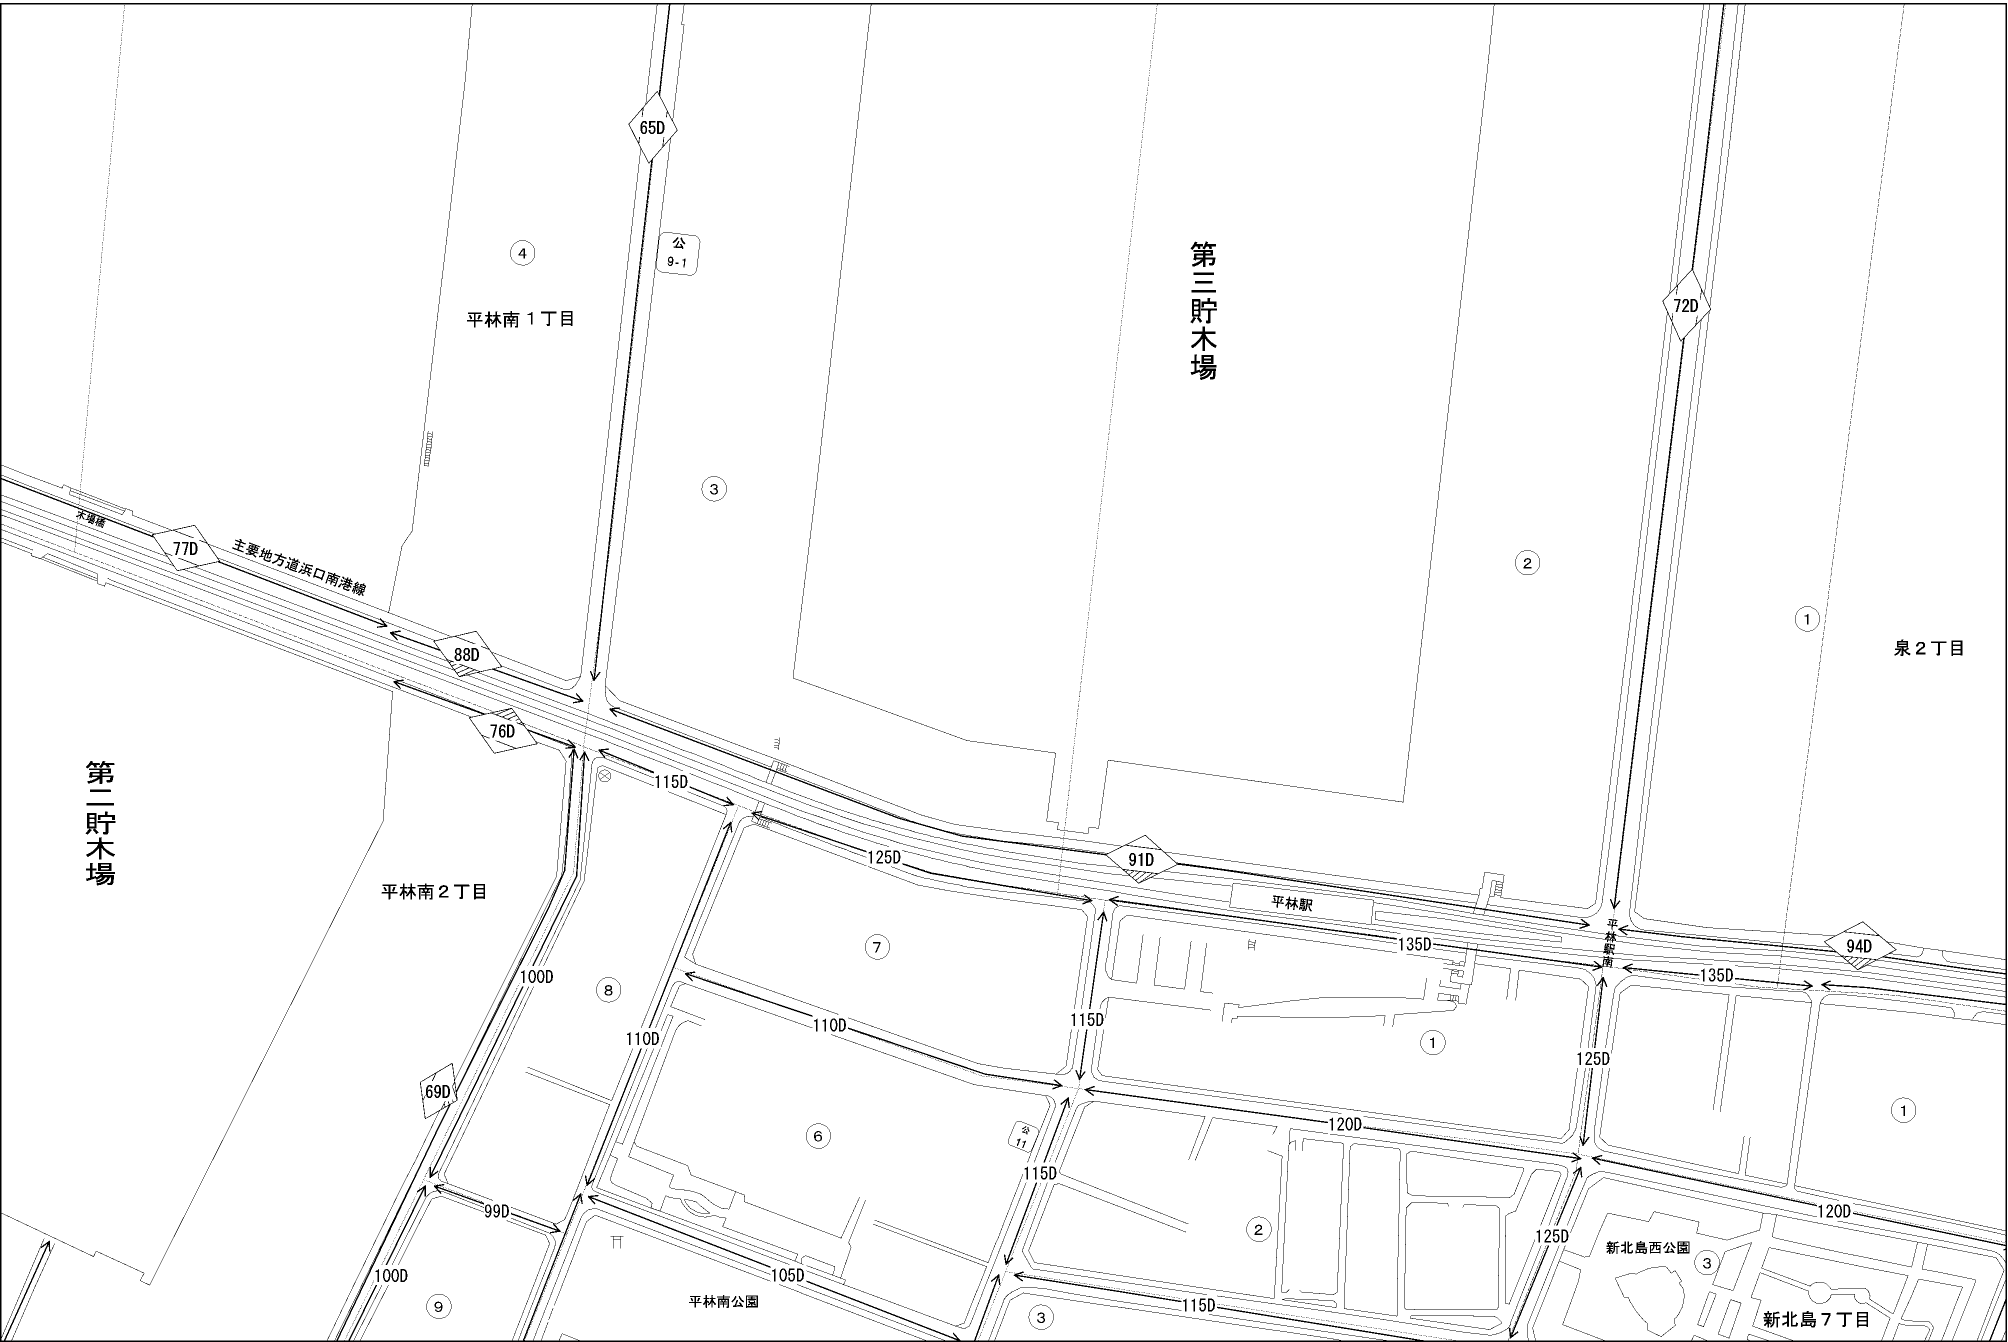 65D
④
公
9-1
第三貯木場
72D
平林南1丁目
③
木場橋
77D
主要地方道浜口南港線
②
①
泉2丁目
88D
76D
115D
第二貯木場
125D
91D
平林南2丁目
平林駅
平林駅南
⑦
135D
94D
100D
⑧
135D
110D
115D
110D
①
125D
69D
①
⑥
公
11
120D
115D
99D
②
125D
120D
新北島西公園
③
100D
105D
⑨
平林南公園
115D
③
新北島7丁目